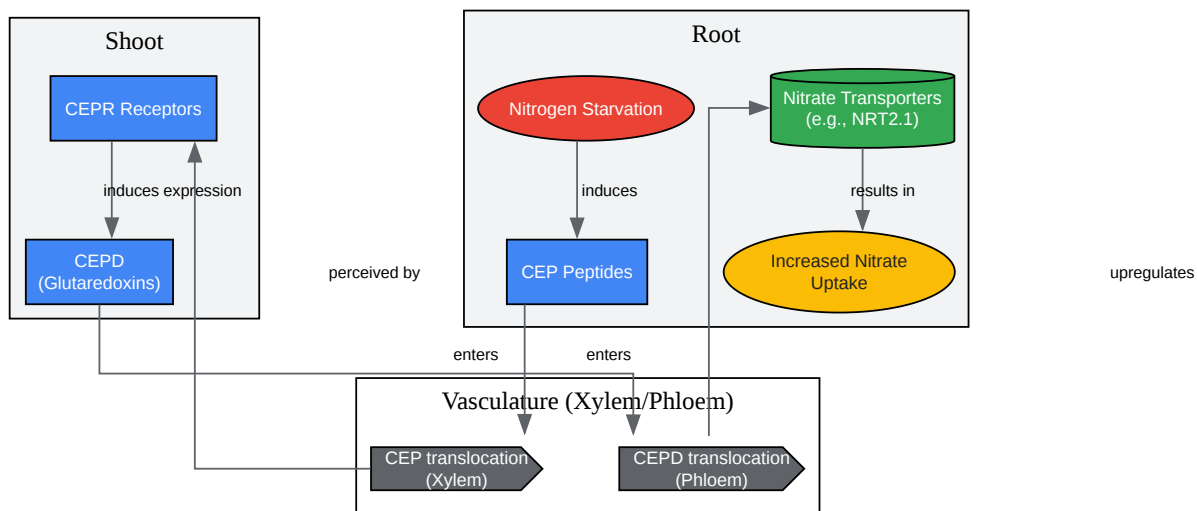 Shoot
Root
CEPR Receptors
Nitrogen Starvation
Nitrate Transporters
(e.g., NRT2.1)
induces expression
induces
results in
CEPD
(Glutaredoxins)
perceived by
CEP Peptides
Increased Nitrate
Uptake
upregulates
enters
enters
Vasculature (Xylem/Phloem)
CEP translocation
(Xylem)
CEPD translocation
(Phloem)